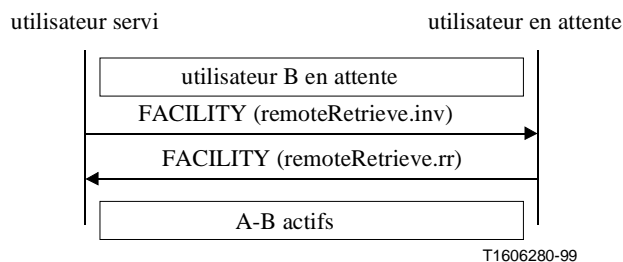 utilisateur servi
utilisateur en attente
utilisateur B en attente
FACILITY (remoteRetrieve.inv)
FACILITY (remoteRetrieve.rr)
A-B actifs
T1606280-99